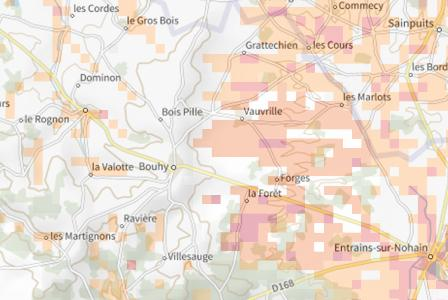 les Cordes
Commecy
le Gros Bois
Sainpuits
Grattechien
les Cours
les Bord
Dominon
les Marlots
ars
Bois Pille
Vauvrille
le Rognon
la Valotte
Bouhy
Forges
la Forêt
Ravière
les Martignons
Entrains-sur-Nohain
Villesauge
D168